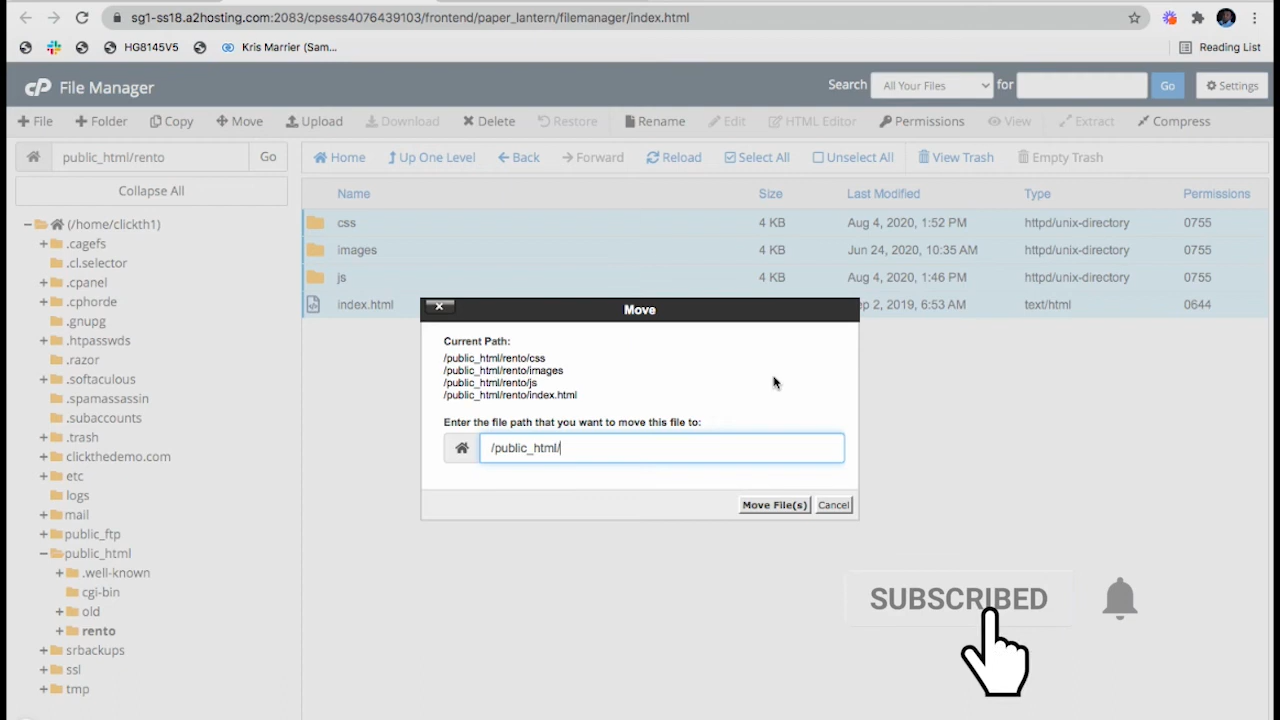 sg1-ss18.a2hosting.com:2083/cpsess4076439103/frontend/paper_lantern/filemanager/index.html
HG8145V5 Kris Marrier (Sam... Reading List
cP File Manager Search All Your Files for Go Settings
File Folder Copy Move Upload Download Delete Restore Rename Edit HTML Editor Permissions View Extract Compress
public_html/rento Go Home Up One Level Back Forward Reload Select All Unselect All View Trash Empty Trash
Collapse All
Name Size Last Modified Type Permissions
css 4 KB Aug 4, 2020, 1:52 PM httpd/unix-directory 0755
images 4 KB Jun 24, 2020, 10:35 AM httpd/unix-directory 0755
js 4 KB Aug 4, 2020, 1:46 PM httpd/unix-directory 0755
index.html ep 2, 2019, 6:53 AM text/html 0644
(/home/clickth1)
.cagefs
.cl.selector
.cpanel
.cphorde
.gnupg
.htpasswds
.razor
.softaculous
.spamassassin
.subaccounts
.trash
clickthedemo.com
etc
logs
mail
public_ftp
public_html
.well-known
cgi-bin
old
rento
srbackups
ssl
tmp
Move
Current Path:
/public_html/rento/css
/public_html/rento/images
/public_html/rento/js
/public_html/rento/index.html
Enter the file path that you want to move this file to:
/public_html/
Move File(s) Cancel
SUBSCRIBED